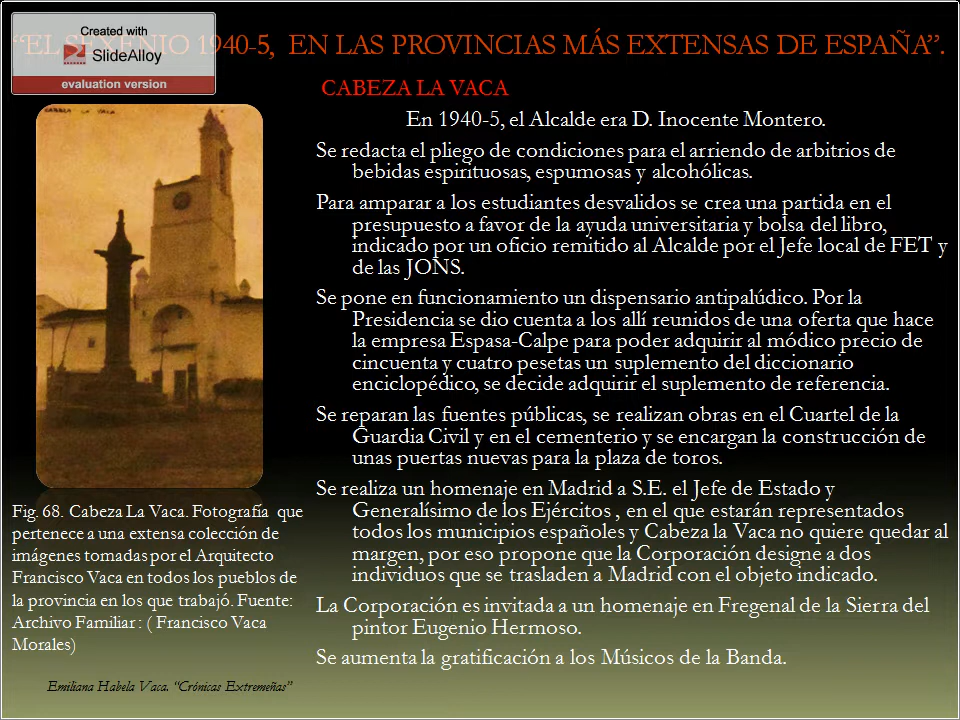 Created with
SlideAlloy
evaluation version
“EL SEXENIO 1940-5, EN LAS PROVINCIAS MÁS EXTENSAS DE ESPAÑA”.
CABEZA LA VACA
En 1940-5, el Alcalde era D. Inocente Montero.
Se redacta el pliego de condiciones para el arriendo de arbitrios de
bebidas espirituosas, espumosas y alcohólicas.
Para amparar a los estudiantes desvalidos se crea una partida en el
presupuesto a favor de la ayuda universitaria y bolsa del libro,
indicado por un oficio remitido al Alcalde por el Jefe local de FET y
de las JONS.
Se pone en funcionamiento un dispensario antipalúdico. Por la
Presidencia se dio cuenta a los allí reunidos de una oferta que hace
la empresa Espasa-Calpe para poder adquirir al módico precio de
cincuenta y cuatro pesetas un suplemento del diccionario
enciclopédico, se decide adquirir el suplemento de referencia.
Se reparan las fuentes públicas, se realizan obras en el Cuartel de la
Guardia Civil y en el cementerio y se encargan la construcción de
unas puertas nuevas para la plaza de toros.
Se realiza un homenaje en Madrid a S.E. el Jefe de Estado y
Generalísimo de los Ejércitos , en el que estarán representados
todos los municipios españoles y Cabeza la Vaca no quiere quedar al
margen, por eso propone que la Corporación designe a dos
individuos que se trasladen a Madrid con el objeto indicado.
La Corporación es invitada a un homenaje en Fregenal de la Sierra del
pintor Eugenio Hermoso.
Se aumenta la gratificación a los Músicos de la Banda.
CABEZA LA VACA
Fig. 68. Cabeza La Vaca. Fotografía que
pertenece a una extensa colección de
imágenes tomadas por el Arquitecto
Francisco Vaca en todos los pueblos de
la provincia en los que trabajó. Fuente:
Archivo Familiar : ( Francisco Vaca
Morales)
Emiliana Habela Vaca. “Crónicas Extremeñas”